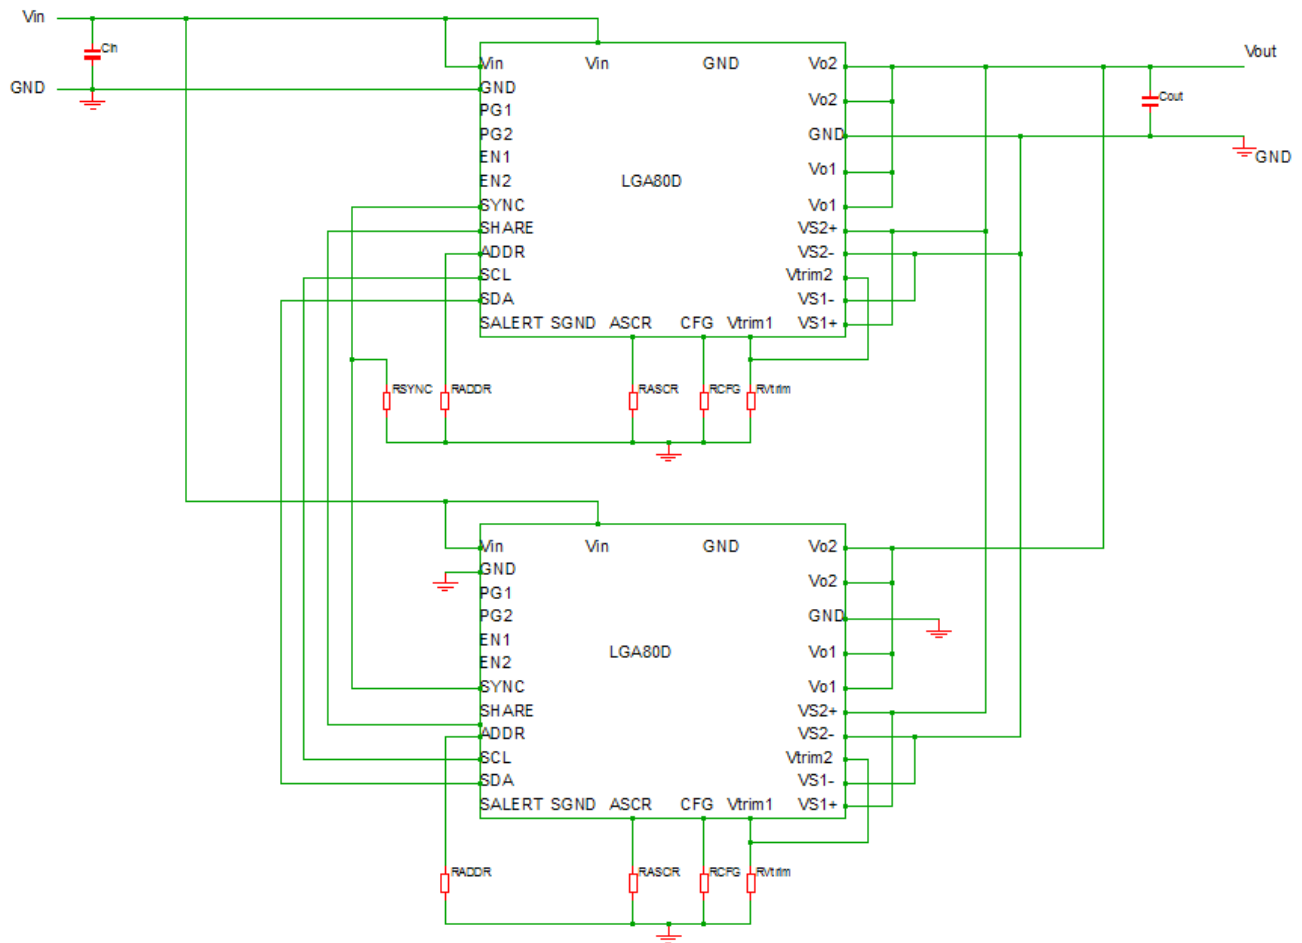 Vin
Cin
GND
Vin Vin GND Vo2
GND
PG1 Vo2
PG2 GND
EN1 Vo1
EN2 LGA80D
SYNC Vo1
SHARE VS2+
ADDR VS2-
SCL Vtrim2
SDA VS1-
SALERT SGND ASCR CFG Vtrim1 VS1+
Vout
Cout
GND
RSYNC RADDR RASCR RCFG RVtrim
Vin Vin GND Vo2
GND
PG1 Vo2
PG2 GND
EN1
EN2 LGA80D Vo1
SYNC Vo1
SHARE VS2+
ADDR VS2-
SCL Vtrim2
SDA VS1-
SALERT SGND ASCR CFG Vtrim1 VS1+
RADDR RASCR RCFG RVtrim